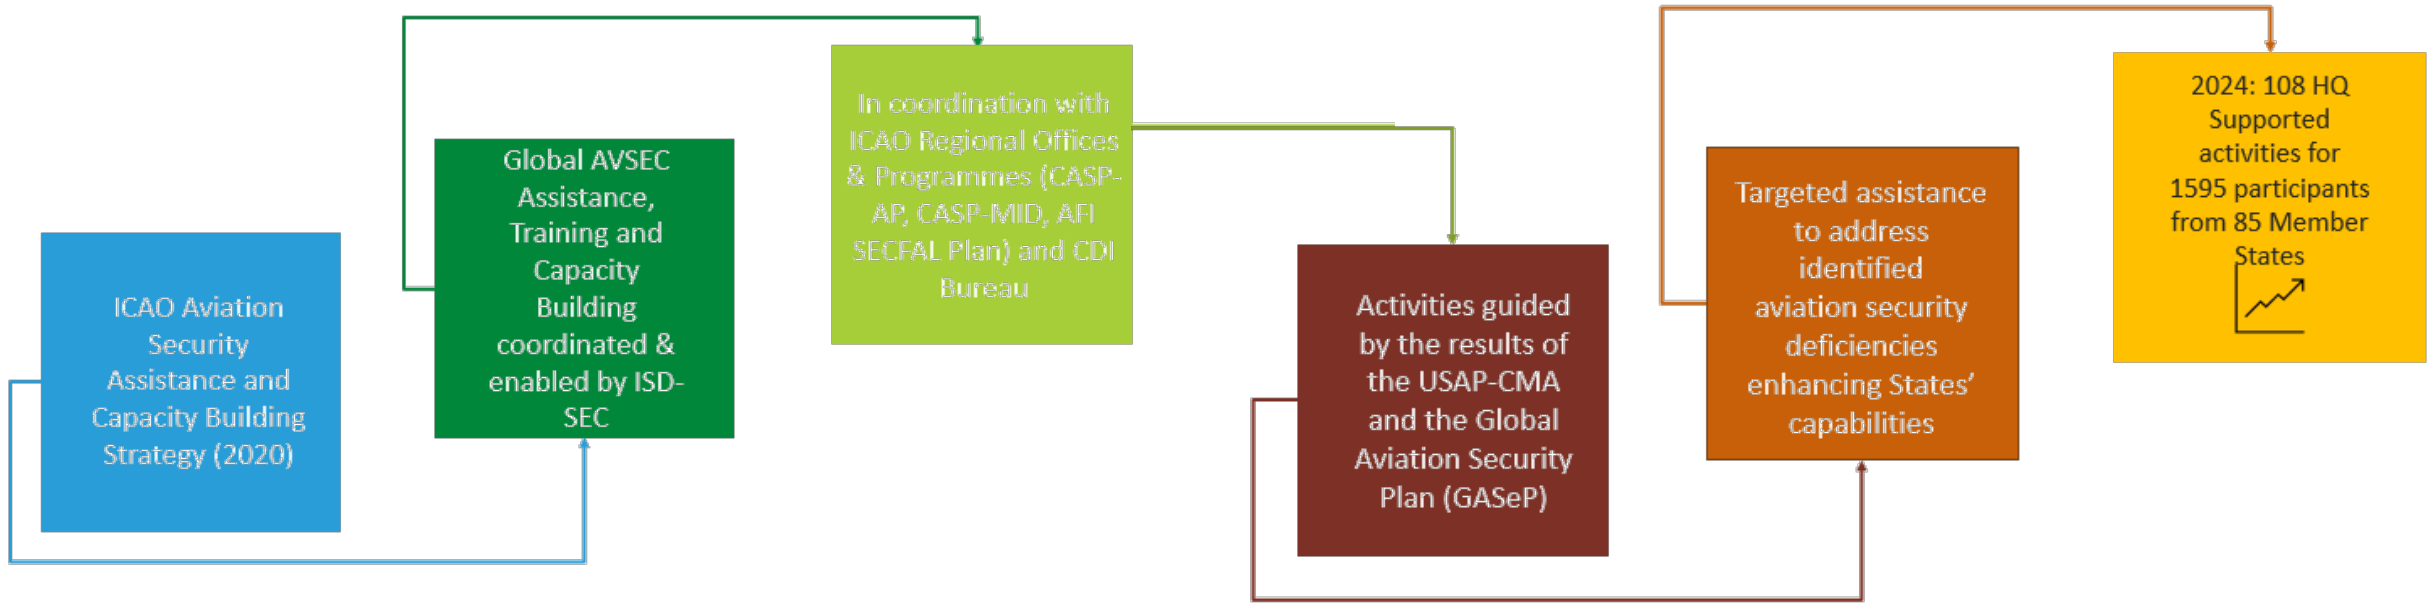 ICAO Aviation
Security
Assistance and
Capacity Building
Strategy (2020)
Global AVSEC
Assistance,
Training and
Capacity
Building
coordinated &
enabled by ISD-
SEC
In coordination with
ICAO Regional Offices
& Programmes (CASP-
AP, CASP-MID, AFI
SECFAL Plan) and CDI
Bureau
Activities guided
by the results of
the USAP-CMA
and the Global
Aviation Security
Plan (GASeP)
Targeted assistance
to address
identified
aviation security
deficiencies
enhancing States’
capabilities
2024: 108 HQ
Supported
activities for
1595 participants
from 85 Member
States